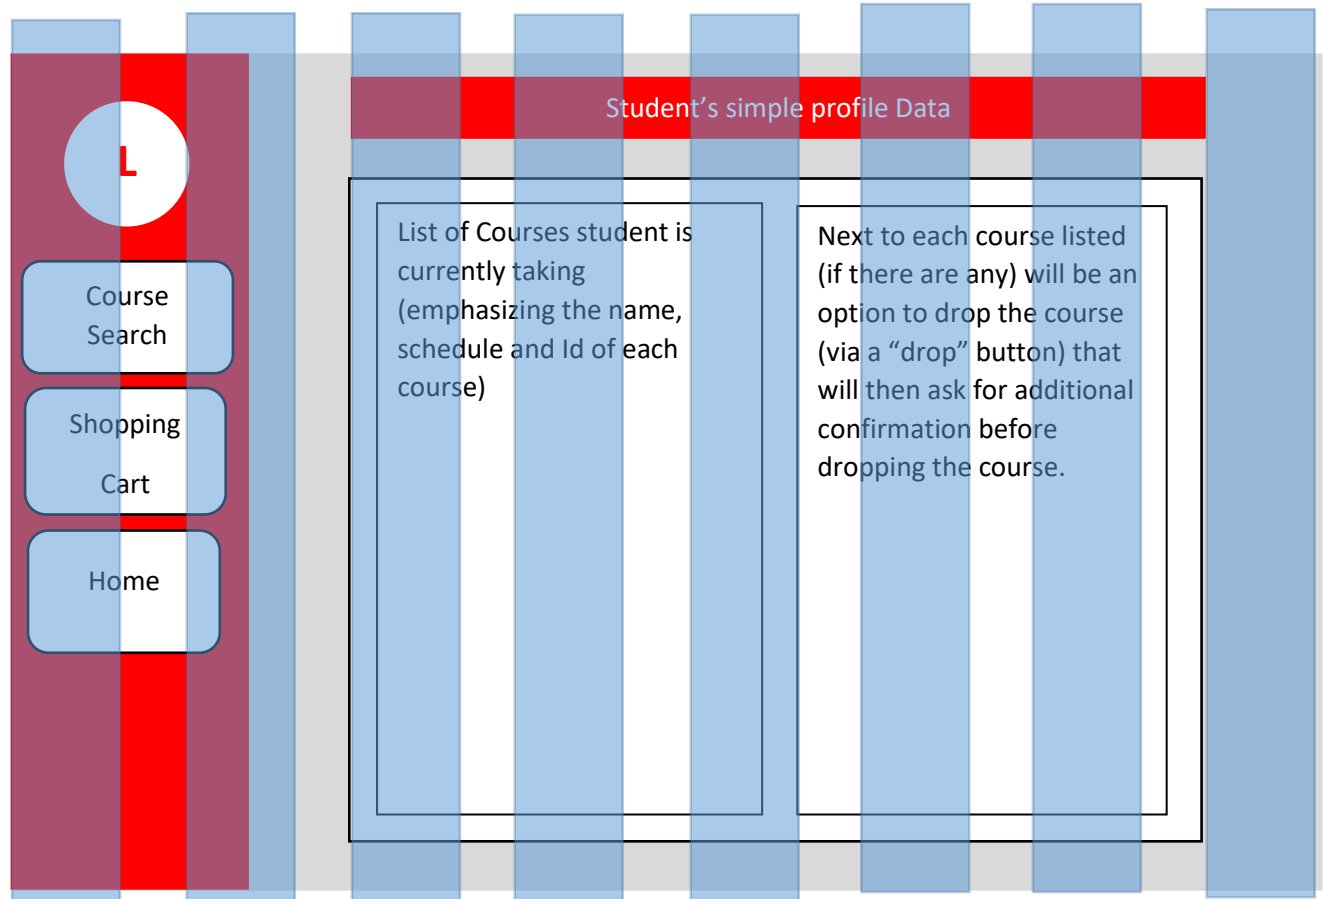 Student’s simple profile Data
L
Course
Search
Shopping
Cart
Home
List of Courses student is
currently taking
(emphasizing the name,
schedule and Id of each
course)
Next to each course listed
(if there are any) will be an
option to drop the course
(via a “drop” button) that
will then ask for additional
confirmation before
dropping the course.